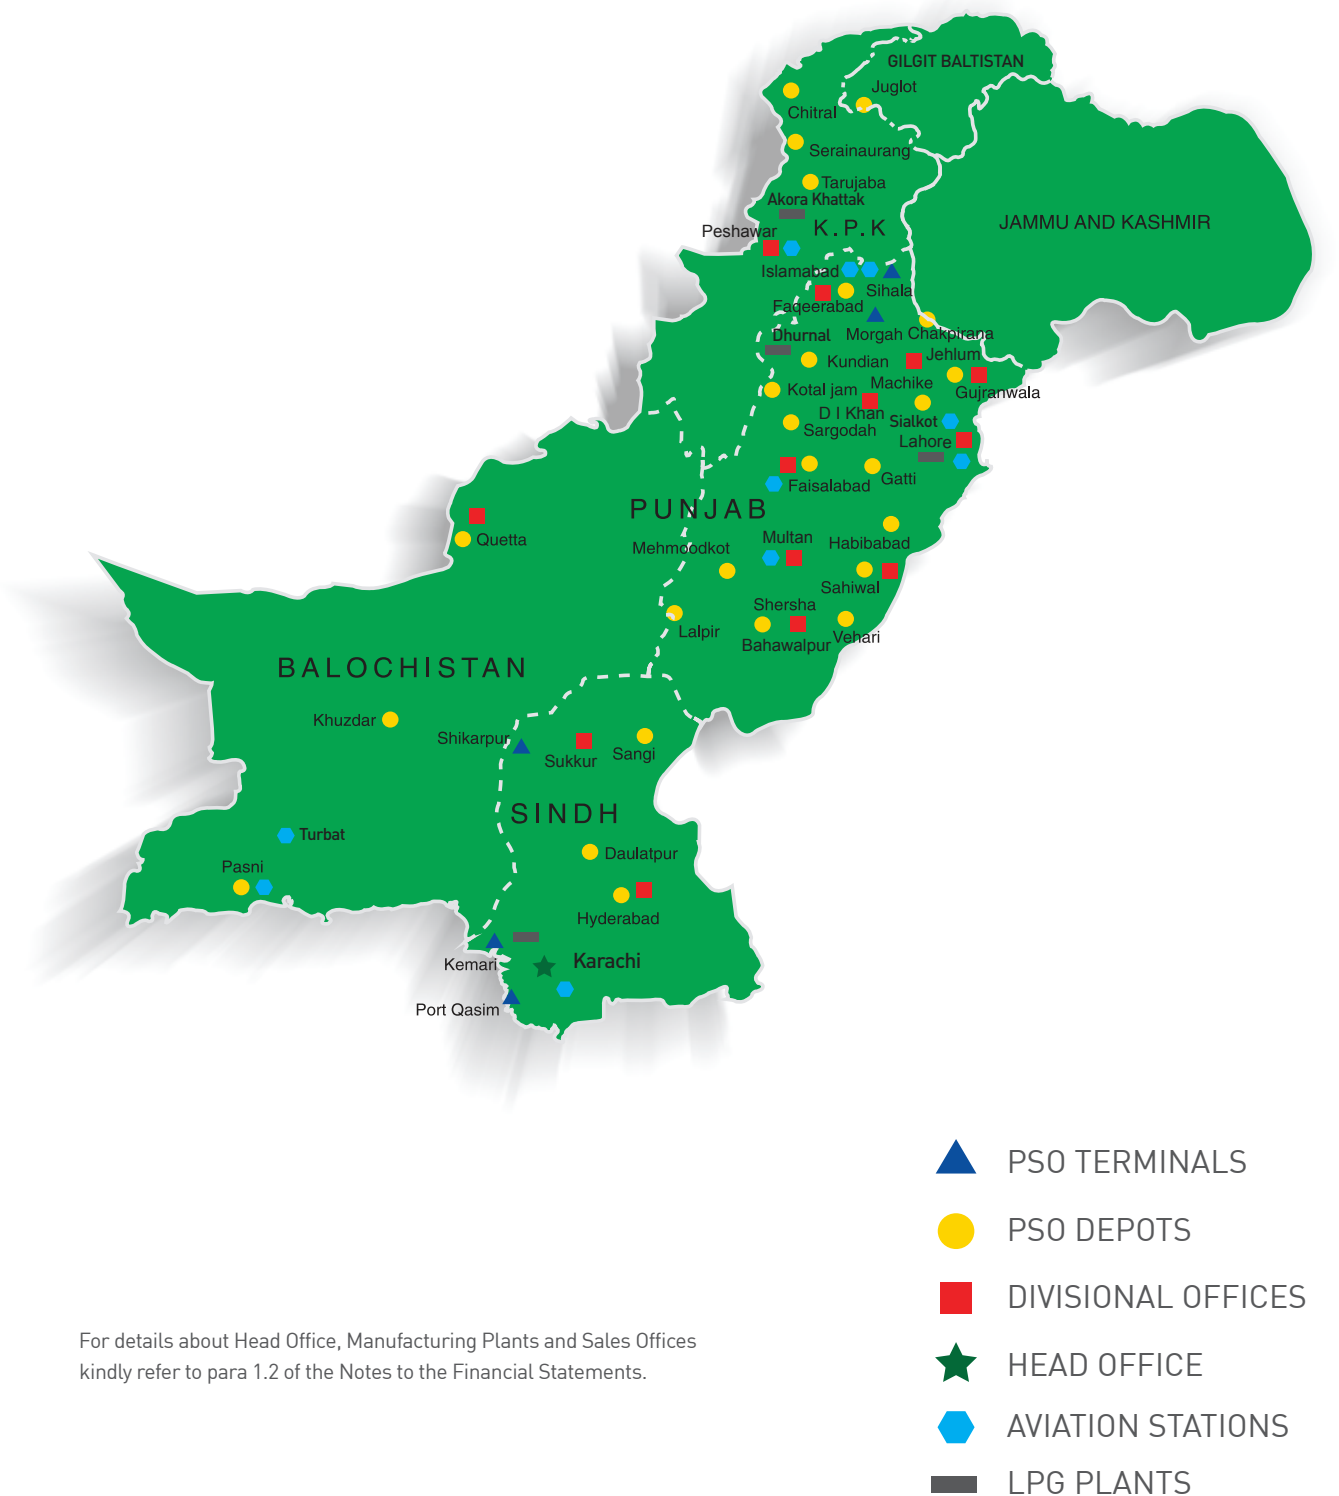 GILGIT BALTISTAN
Juglot
Chitral
Serainaurang
Tarujaba
Akora Khattak
JAMMU AND KASHMIR
K.P.K
Peshawar
Islamabad
Sihala
Faqeerabad
Dhurnal
Morgah
Chakpirana
Jehlum
Kundian
Machike
Kotal jam
Gujranwala
D I Khan
Sialkot
Sargodah
Lahore
Gatti
Faisalabad
PUNJAB
Quetta
Multan
Habibabad
Mehmoodkot
Sahiwal
Shersha
Lalpir
Vehari
Bahawalpur
BALOCHISTAN
Khuzdar
Shikarpur
Sangi
Sukkur
SINDH
Turbat
Daulatpur
Pasni
Hyderabad
Karachi
Kemari
Port Qasim
PSO TERMINALS
PSO DEPOTS
DIVISIONAL OFFICES
HEAD OFFICE
AVIATION STATIONS
LPG PLANTS
For details about Head Office, Manufacturing Plants and Sales Offices
kindly refer to para 1.2 of the Notes to the Financial Statements.